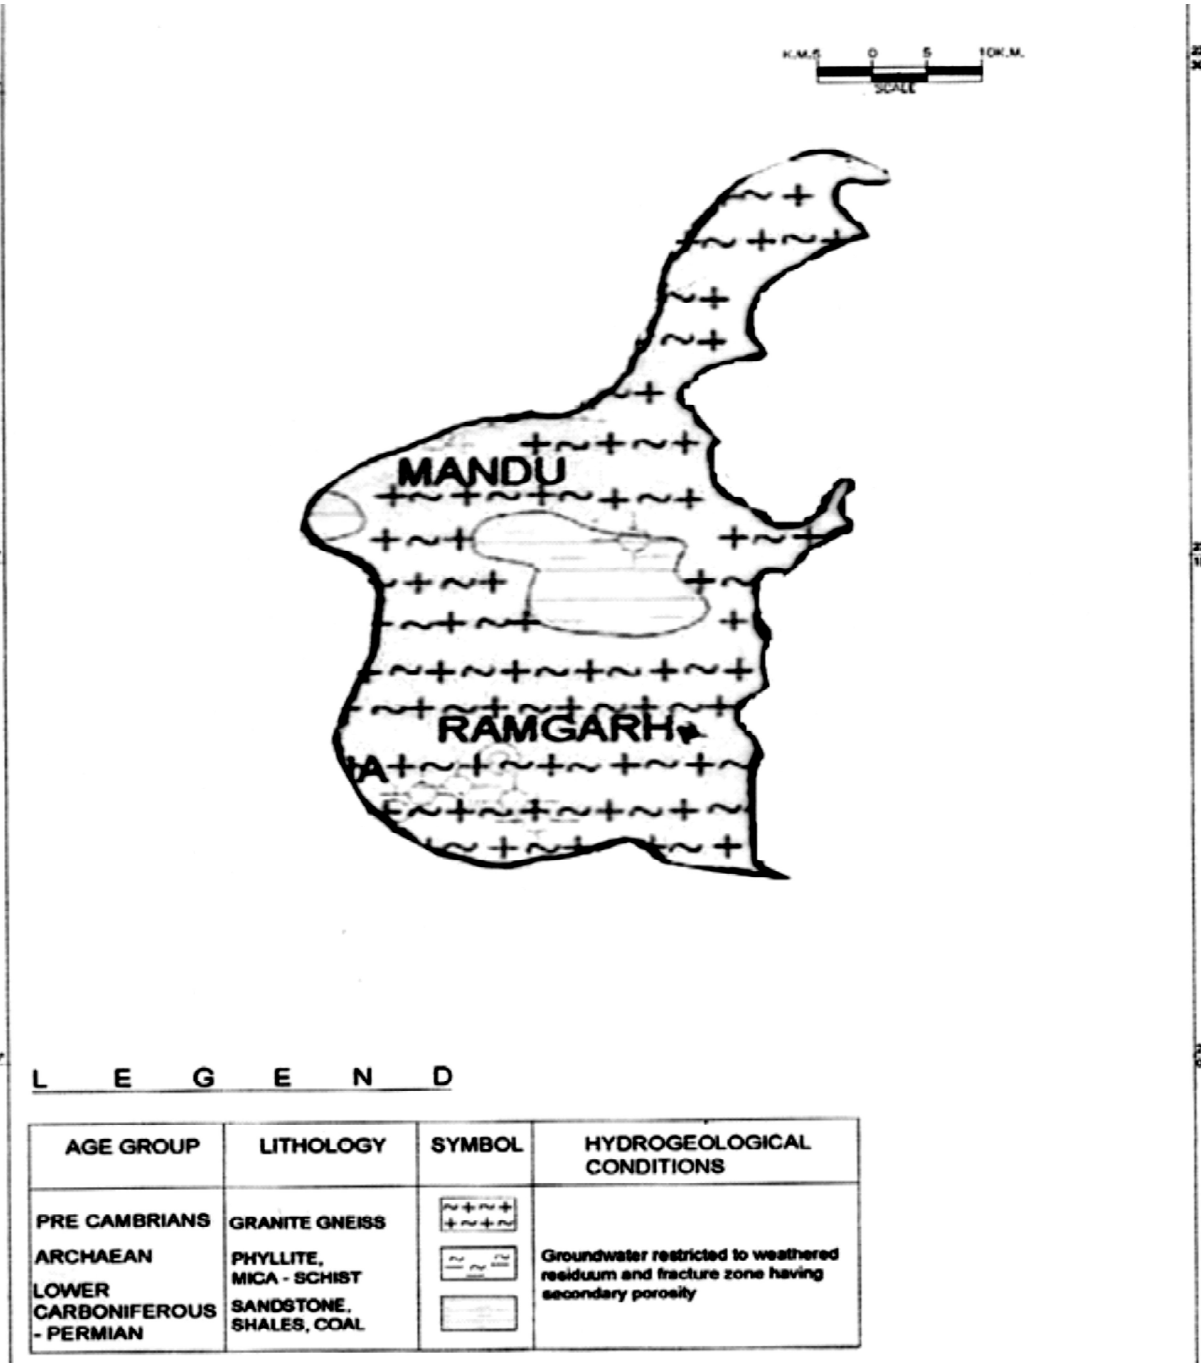 K.M.5 0 5 10K.M.
SCALE
MANDU
RAMGARH
A
L E G E N D
AGE GROUP LITHOLOGY SYMBOL HYDROGEOLOGICAL CONDITIONS
PRE CAMBRIANS GRANITE GNEISS
ARCHAEAN PHYLLITE,
MICA - SCHIST
LOWER
CARBONIFEROUS
- PERMIAN
SANDSTONE,
SHALES, COAL
Groundwater restricted to weathered
residuum and fracture zone having
secondary porosity